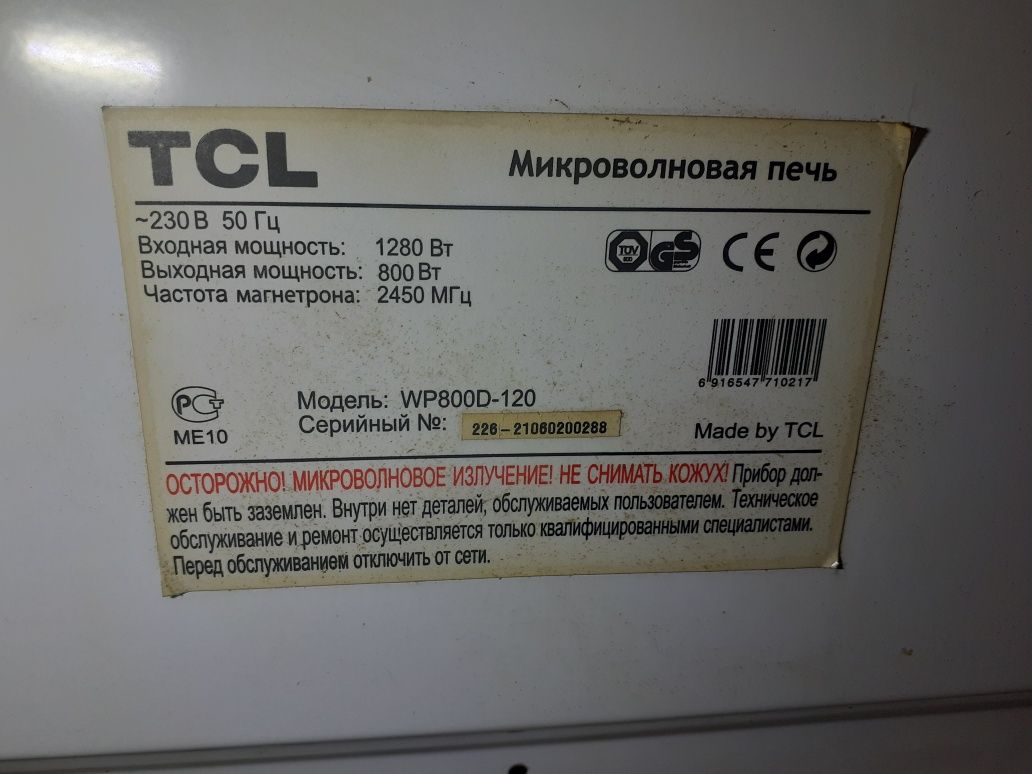 TCL
Микроволновая печь
~230 В 50 Гц
Входная мощность: 1280 Вт
Выходная мощность: 800 Вт
Частота магнетрона: 2450 МГц
TÜV GS CE
6 916547 710217
РСТ
ME10
Модель: WP800D-120
Серийный №: 226-21060200288
Made by TCL
ОСТОРОЖНО! МИКРОВОЛНОВОЕ ИЗЛУЧЕНИЕ! НЕ СНИМАТЬ КОЖУХ! Прибор дол-
жен быть заземлен. Внутри нет деталей, обслуживаемых пользователем. Техническое
обслуживание и ремонт осуществляется только квалифицированными специалистами.
Перед обслуживанием отключить от сети.